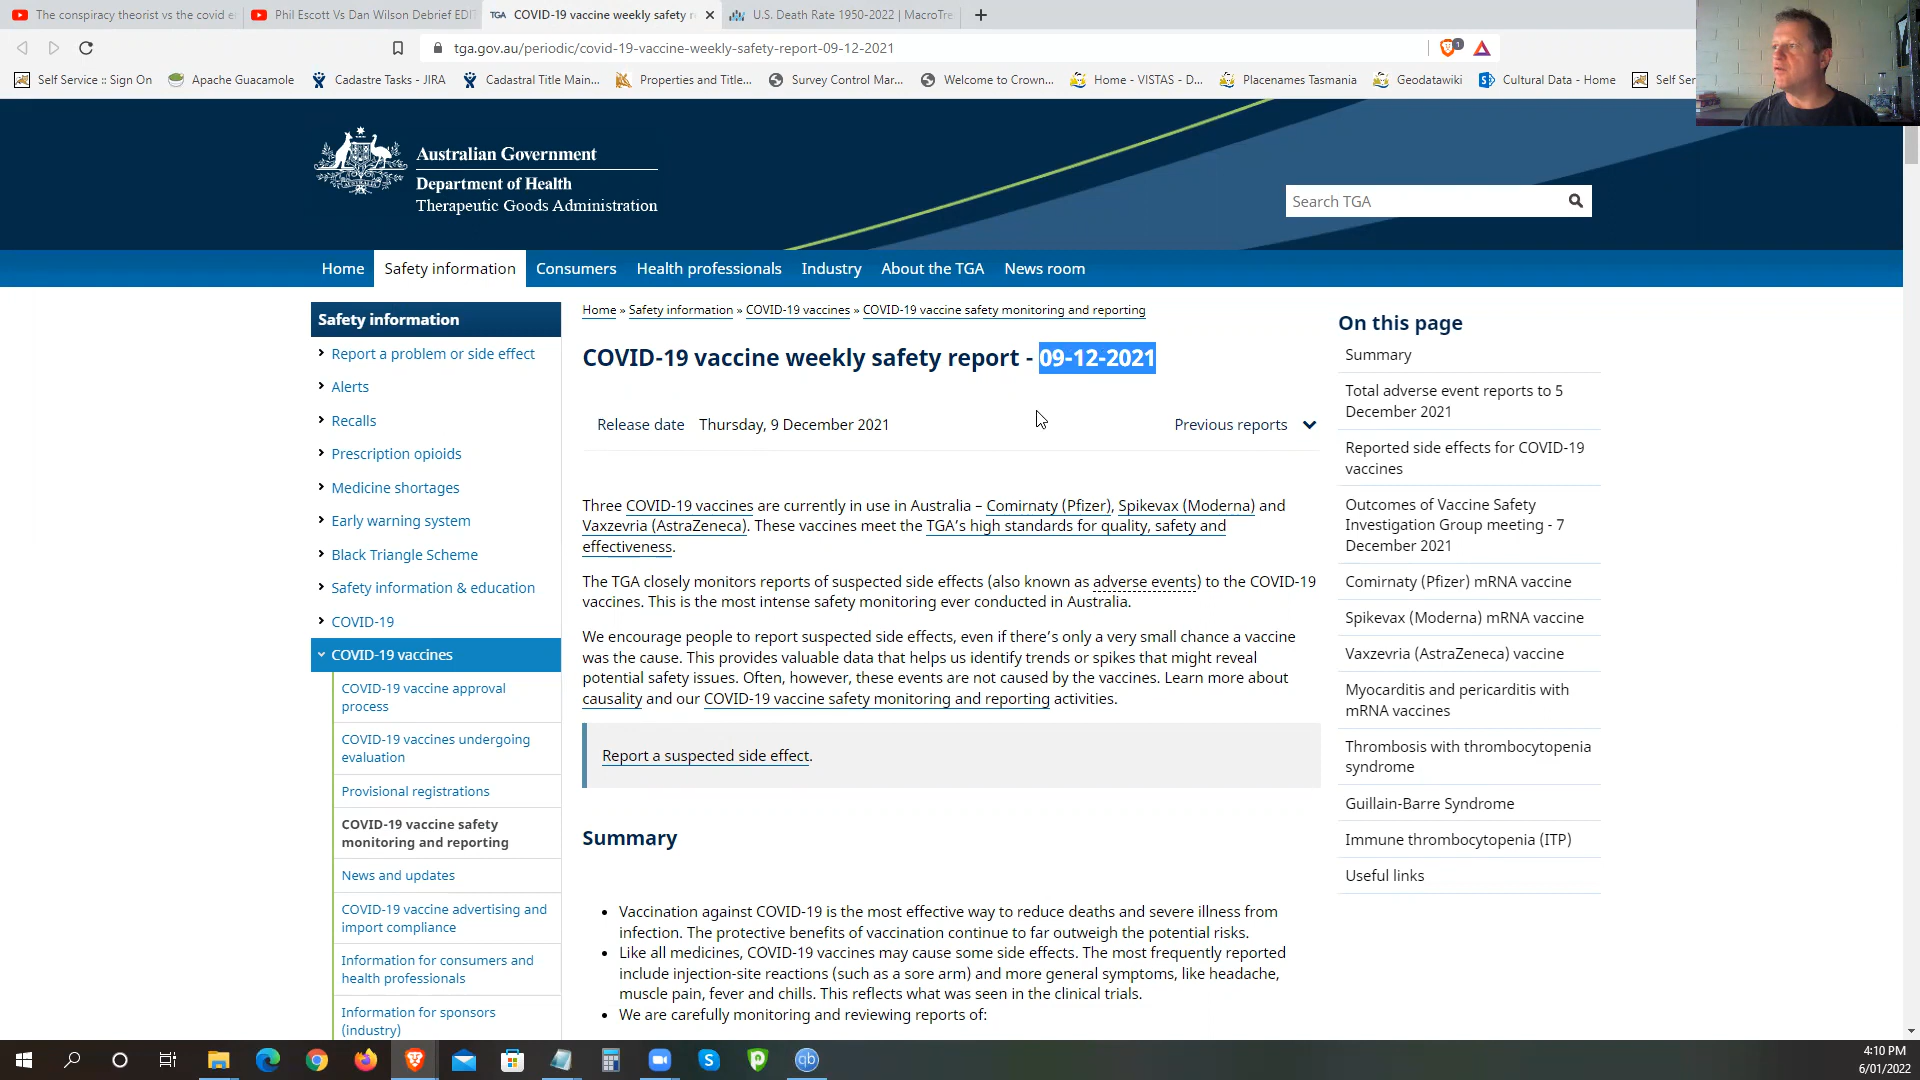 The conspiracy theorist vs the covid e
Phil Escott Vs Dan Wilson Debrief EDIT
TGA COVID-19 vaccine weekly safety r
U.S. Death Rate 1950-2022 | MacroTre
tga.gov.au/periodic/covid-19-vaccine-weekly-safety-report-09-12-2021
1
Self Service :: Sign On
Apache Guacamole
Cadastre Tasks - JIRA
Cadastral Title Main...
Properties and Title...
Survey Control Mar...
Welcome to Crown...
Home - VISTAS - D...
Placenames Tasmania
Geodatawiki
Cultural Data - Home
Self Ser
Australian Government
Department of Health
Therapeutic Goods Administration
Search TGA
Home
Safety information
Consumers
Health professionals
Industry
About the TGA
News room
Safety information
Report a problem or side effect
Alerts
Recalls
Prescription opioids
Medicine shortages
Early warning system
Black Triangle Scheme
Safety information & education
COVID-19
COVID-19 vaccines
COVID-19 vaccine approval
process
COVID-19 vaccines undergoing
evaluation
Provisional registrations
COVID-19 vaccine safety
monitoring and reporting
News and updates
COVID-19 vaccine advertising and
import compliance
Information for consumers and
health professionals
Information for sponsors
(industry)
Home » Safety information » COVID-19 vaccines » COVID-19 vaccine safety monitoring and reporting
COVID-19 vaccine weekly safety report - 09-12-2021
Release date Thursday, 9 December 2021
Previous reports
Three COVID-19 vaccines are currently in use in Australia – Comirnaty (Pfizer), Spikevax (Moderna) and
Vaxzevria (AstraZeneca). These vaccines meet the TGA's high standards for quality, safety and
effectiveness.
The TGA closely monitors reports of suspected side effects (also known as adverse events) to the COVID-19
vaccines. This is the most intense safety monitoring ever conducted in Australia.
We encourage people to report suspected side effects, even if there's only a very small chance a vaccine
was the cause. This provides valuable data that helps us identify trends or spikes that might reveal
potential safety issues. Often, however, these events are not caused by the vaccines. Learn more about
causality and our COVID-19 vaccine safety monitoring and reporting activities.
Report a suspected side effect.
Summary
• Vaccination against COVID-19 is the most effective way to reduce deaths and severe illness from
infection. The protective benefits of vaccination continue to far outweigh the potential risks.
• Like all medicines, COVID-19 vaccines may cause some side effects. The most frequently reported
include injection-site reactions (such as a sore arm) and more general symptoms, like headache,
muscle pain, fever and chills. This reflects what was seen in the clinical trials.
• We are carefully monitoring and reviewing reports of:
On this page
Summary
Total adverse event reports to 5
December 2021
Reported side effects for COVID-19
vaccines
Outcomes of Vaccine Safety
Investigation Group meeting - 7
December 2021
Comirnaty (Pfizer) mRNA vaccine
Spikevax (Moderna) mRNA vaccine
Vaxzevria (AstraZeneca) vaccine
Myocarditis and pericarditis with
mRNA vaccines
Thrombosis with thrombocytopenia
syndrome
Guillain-Barre Syndrome
Immune thrombocytopenia (ITP)
Useful links
4:10 PM
6/01/2022